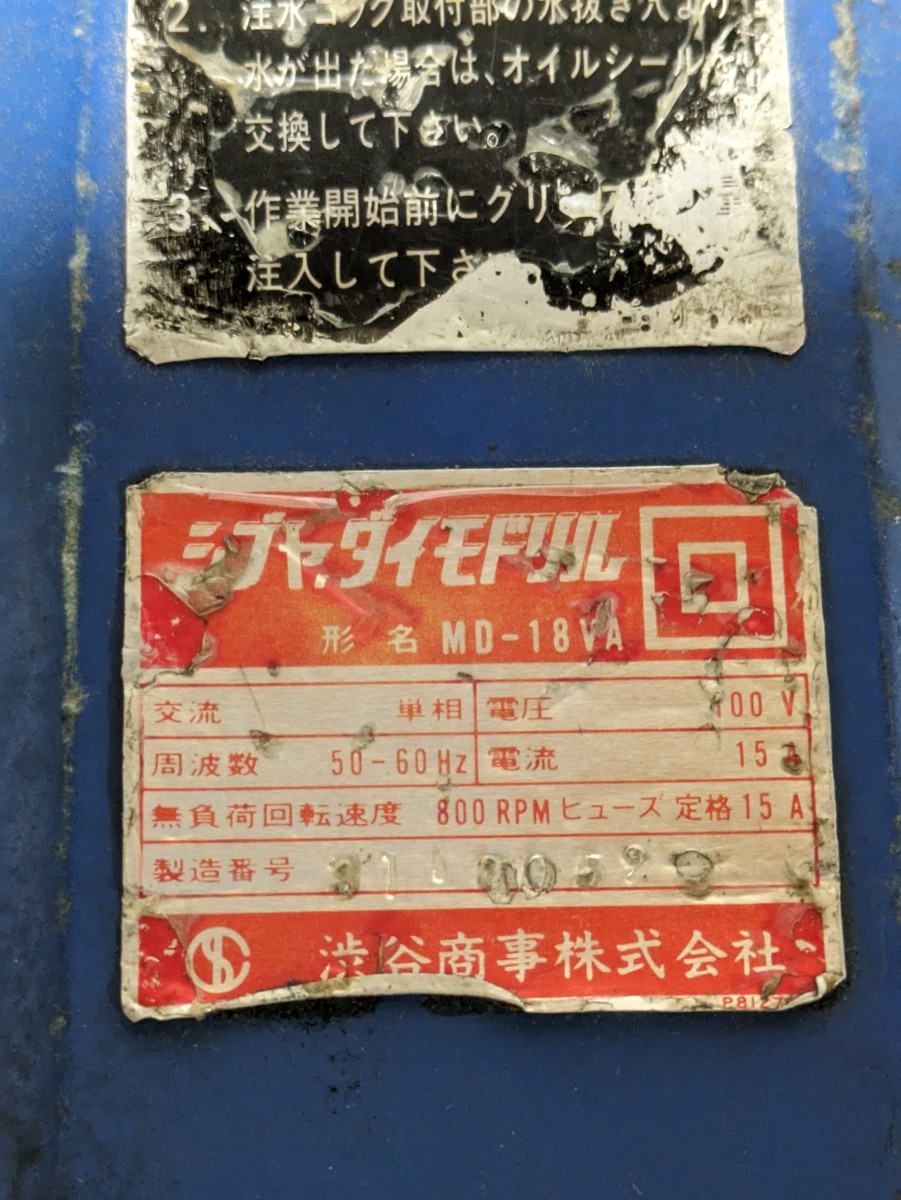 2. 注水コック取付部の水抜き穴より
水が出た場合は、オイルシールを
交換して下さい。
3. 作業開始前にグリース
注入して下さ
シブヤダイモドリル
形名 MD-18VA
交流 単相 電圧 100 V
周波数 50-60Hz 電流 15 A
無負荷回転速度 800 RPM ヒューズ 定格 15 A
製造番号
渋谷商事株式会社
P8127